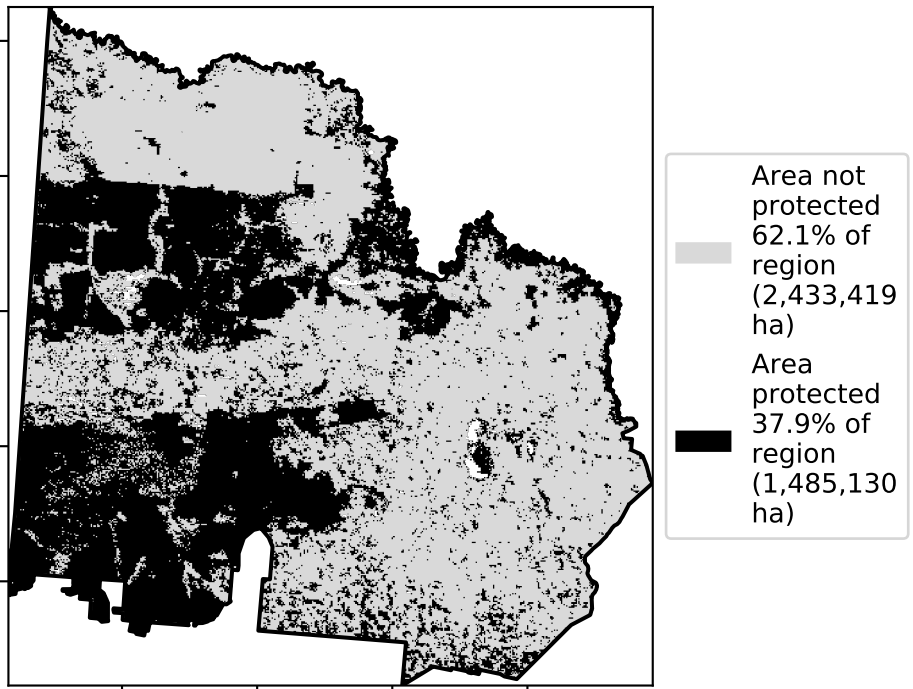 Area not
protected
62.1% of
region
(2,433,419
ha)
Area
protected
37.9% of
region
(1,485,130
ha)